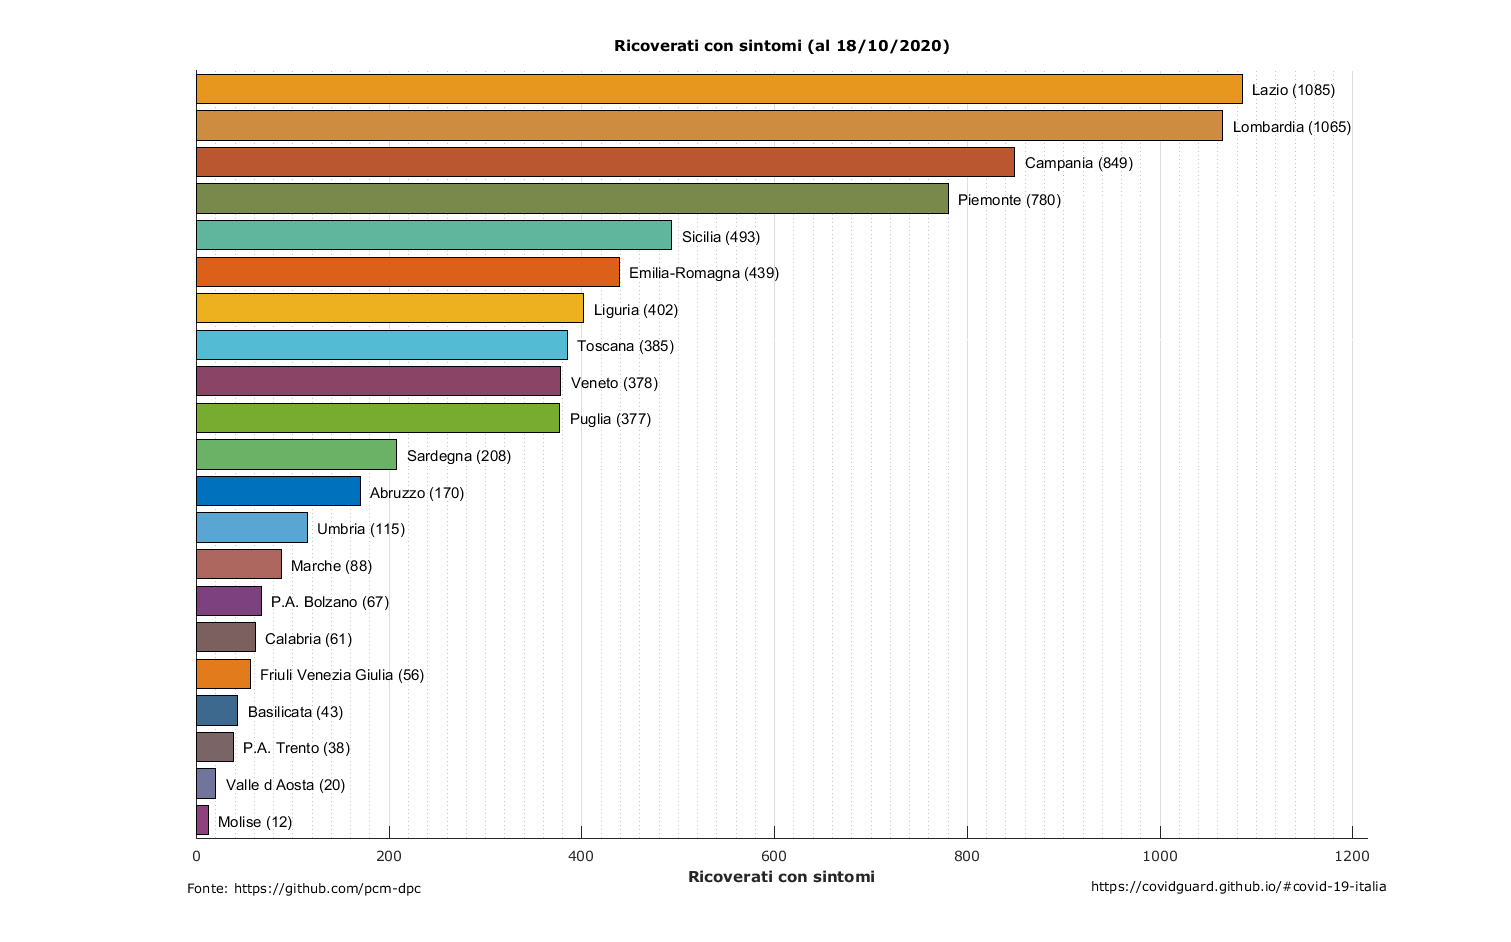 Ricoverati con sintomi (al 18/10/2020)
Lazio (1085)
Lombardia (1065)
Campania (849)
Piemonte (780)
Sicilia (493)
Emilia-Romagna (439)
Liguria (402)
Toscana (385)
Veneto (378)
Puglia (377)
Sardegna (208)
Abruzzo (170)
Umbria (115)
Marche (88)
P.A. Bolzano (67)
Calabria (61)
Friuli Venezia Giulia (56)
Basilicata (43)
P.A. Trento (38)
Valle d Aosta (20)
Molise (12)
0 200 400 600 800 1000 1200
Ricoverati con sintomi
Fonte: https://github.com/pcm-dpc
https://covidguard.github.io/#covid-19-italia